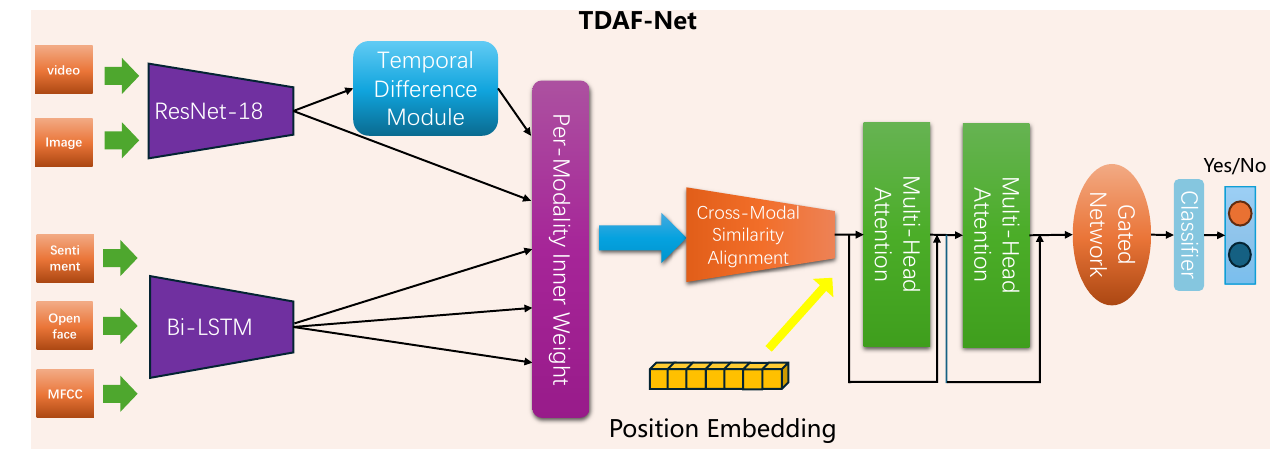 TDAF-Net
video
Image
Senti
ment
Open
face
MFCC
ResNet-18
Bi-LSTM
Temporal
Difference
Module
Per-Modality Inner Weight
Cross-Modal
Similarity
Alignment
Position Embedding
Multi-Head
Attention
Multi-Head
Attention
Gated
Network
Classifier
Yes/No